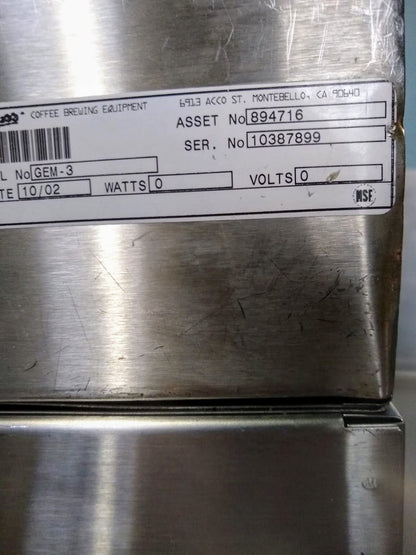 COFFEE BREWING EQUIPMENT
6913 ACCO ST. MONTEBELLO, CA 90640
ASSET No 894716
SER. No 10387899
L No GEM-3
TE 10/02 WATTS 0 VOLTS 0
NSF